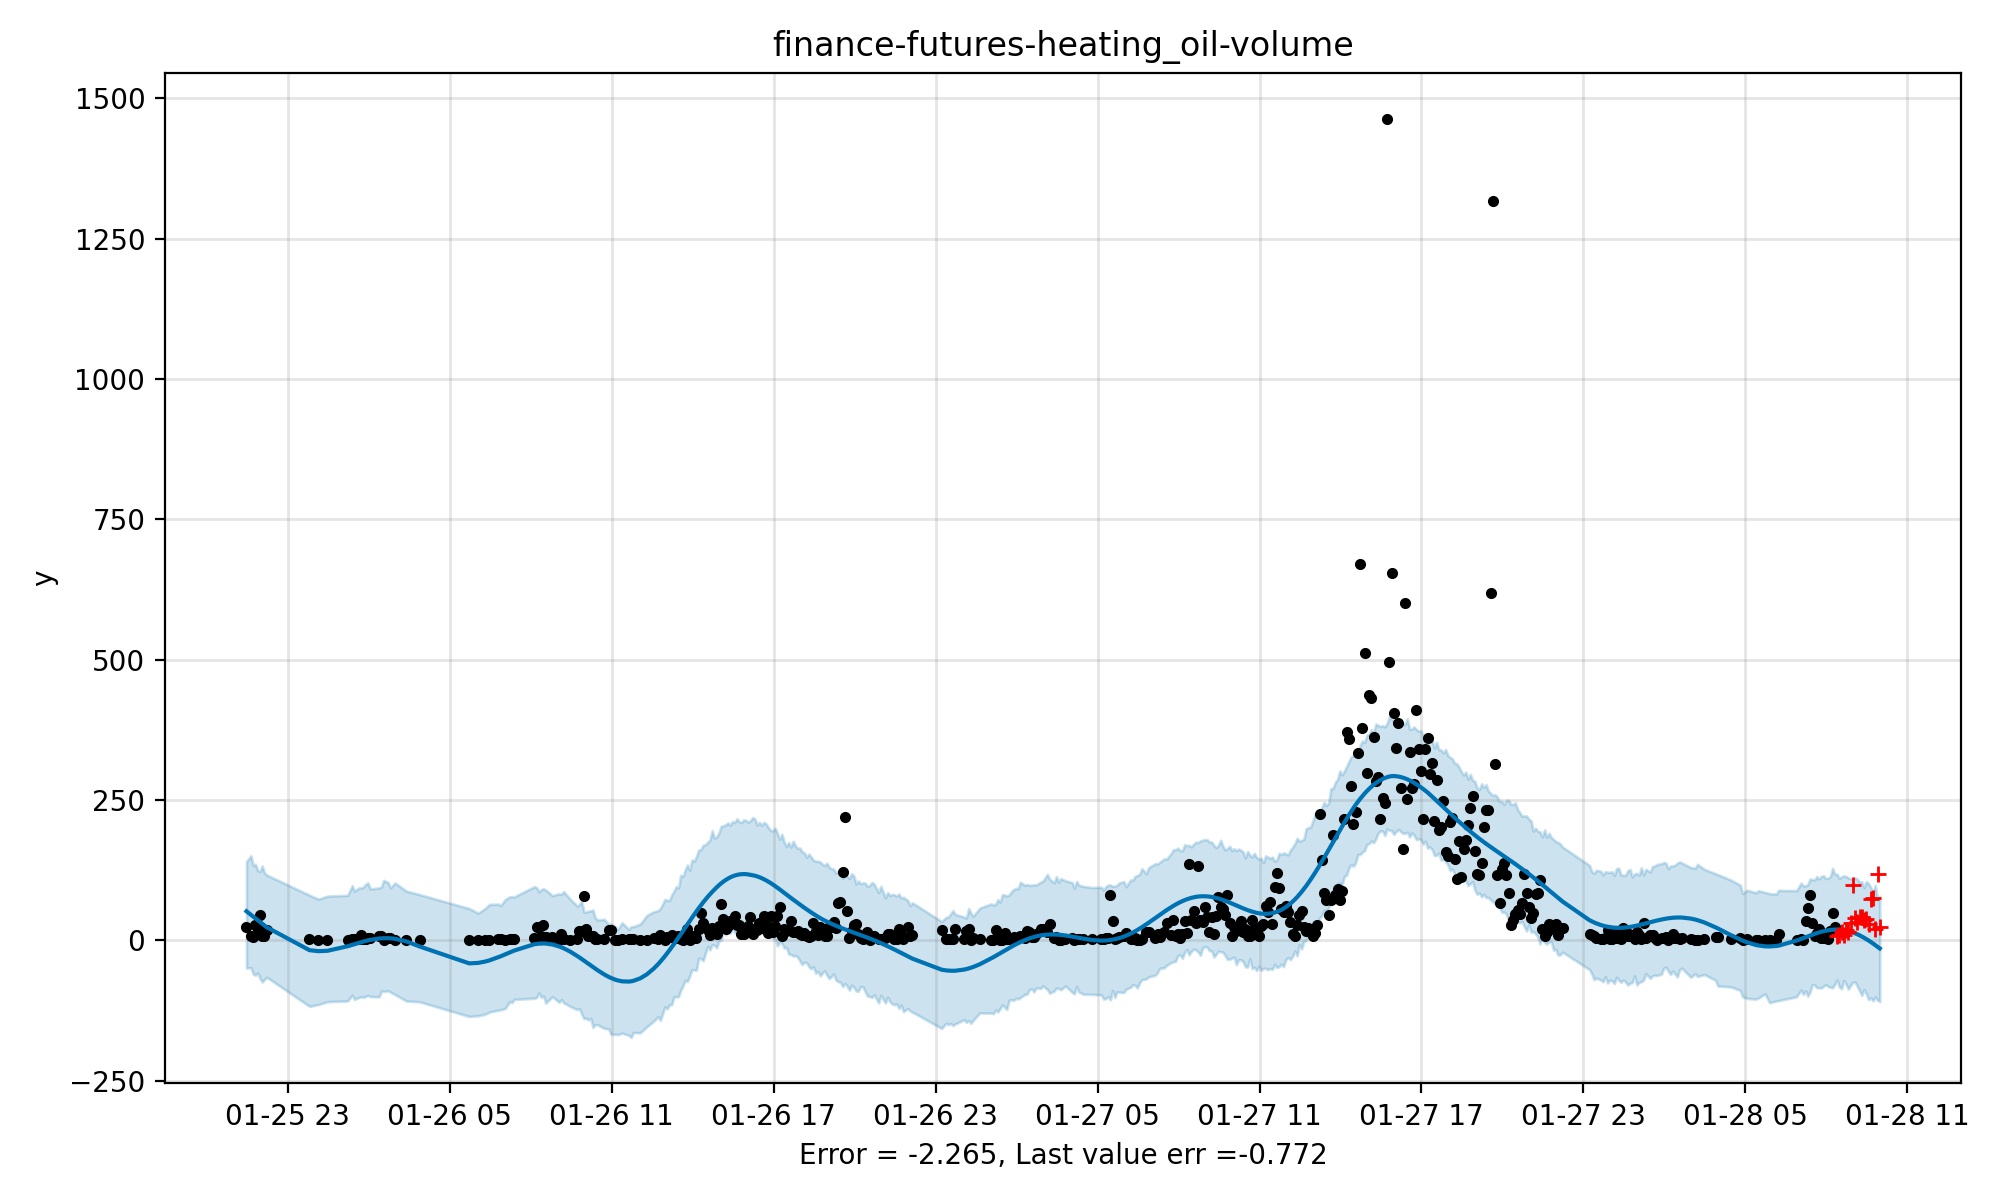 finance-futures-heating_oil-volume
1500
1250
1000
750
500
250
0
−250
y
01-25 23 01-26 05 01-26 11 01-26 17 01-26 23 01-27 05 01-27 11 01-27 17 01-27 23 01-28 05 01-28 11
Error = -2.265, Last value err =-0.772